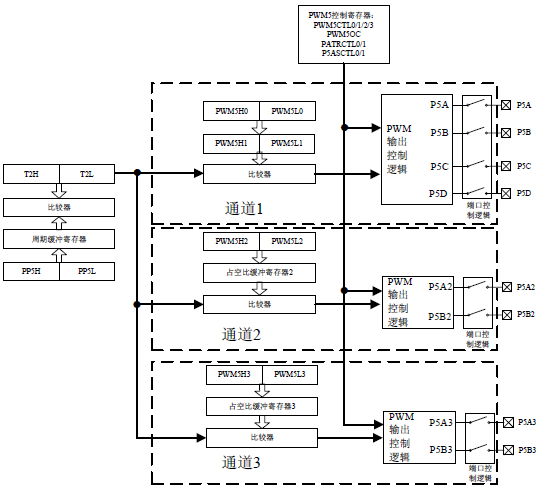 PWM5控制寄存器:
PWM5CTL0/1/2/3
PWM5OC
PATRCTL0/1
P5ASCTL0/1
PWM5H0 PWM5L0
PWM5H1 PWM5L1
比较器
通道1
PWM
输出
控制
逻辑
P5A
P5B
P5C
P5D
端口控
制逻辑
P5A
P5B
P5C
P5D
T2H T2L
比较器
周期缓冲寄存器
PP5H PP5L
PWM5H2 PWM5L2
占空比缓冲寄存器2
比较器
通道2
PWM
输出
控制
逻辑
P5A2
P5B2
端口控
制逻辑
P5A2
P5B2
PWM5H3 PWM5L3
占空比缓冲寄存器3
比较器
通道3
PWM
输出
控制
逻辑
P5A3
P5B3
端口控
制逻辑
P5A3
P5B3